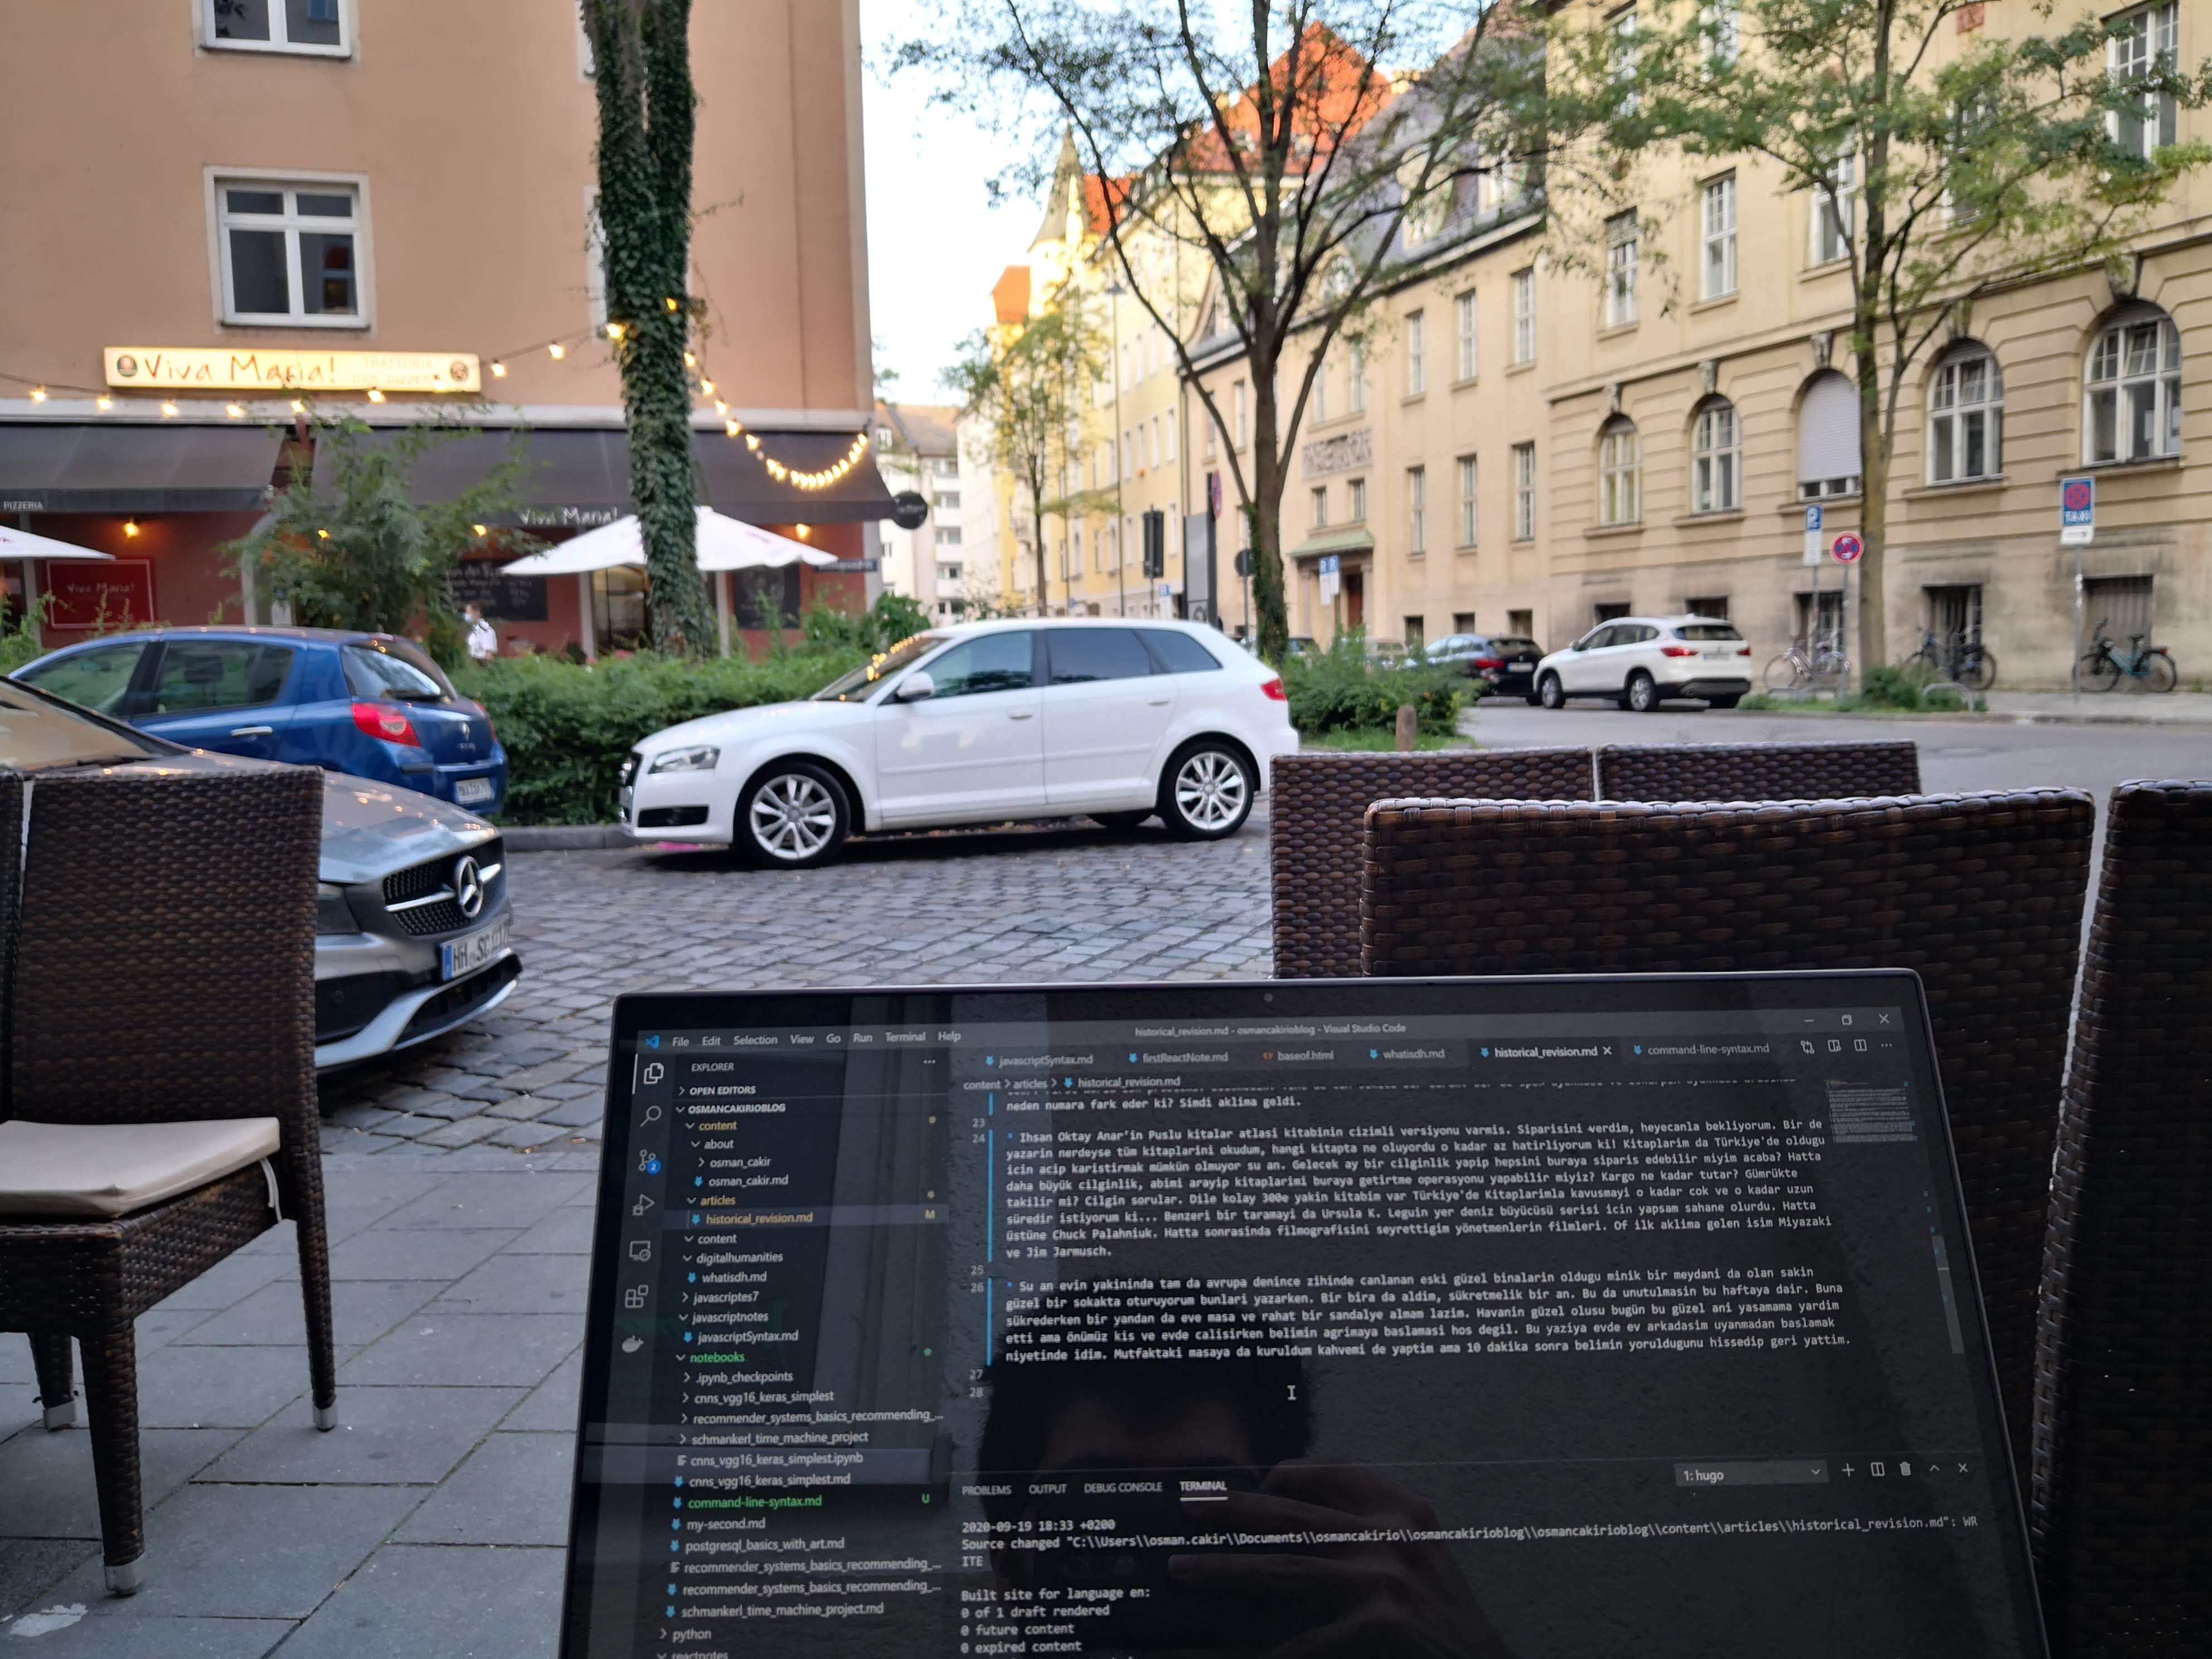 Viva Maria!
TRATTORIA
PIZZERIA
Viva Maria!
Viva Maria!
HH SC
File Edit Selection View Go Run Terminal Help
historical_revision.md - osmancakirioblog - Visual Studio Code
EXPLORER
OPEN EDITORS
OSMANCAKIRIOBLOG
content
about
osman_cakir
osman_cakir.md
articles
historical_revision.md M
content
digitalhumanities
whatisdh.md
javascriptes7
javascriptnotes
javascriptSyntax.md
notebooks
.ipynb_checkpoints
cnns_vgg16_keras_simplest
recommender_systems_basics_recommending_...
schmankerl_time_machine_project
cnns_vgg16_keras_simplest.ipynb
cnns_vgg16_keras_simplest.md
command-line-syntax.md U
my-second.md
postgresql_basics_with_art.md
recommender_systems_basics_recommending_...
recommender_systems_basics_recommending_...
schmankerl_time_machine_project.md
python
reactnotes
javascriptSyntax.md firstReactNote.md baseof.html whatisdh.md historical_revision.md command-line-syntax.md
content > articles > historical_revision.md
neden numara fark eder ki? Simdi aklima geldi.
23
24 * Ihsan Oktay Anar'in Puslu kitalar atlasi kitabinin cizimli versiyonu varmis. Siparisini verdim, heyecanla bekliyorum. Bir de
yazarin nerdeyse tüm kitaplarini okudum, hangi kitapta ne oluyordu o kadar az hatirliyorum ki! Kitaplarim da Türkiye'de oldugu
icin acip karistirmak mümkün olmuyor su an. Gelecek ay bir cilginlik yapip hepsini buraya siparis edebilir miyim acaba? Hatta
daha büyük cilginlik, abimi arayip kitaplarimi buraya getirtme operasyonu yapabilir miyiz? Kargo ne kadar tutar? Gümrükte
takilir mi? Cilgin sorular. Dile kolay 300e yakin kitabim var Türkiye'de Kitaplarimla kavusmayi o kadar cok ve o kadar uzun
süredir istiyorum ki... Benzeri bir taramayi da Ursula K. Leguin yer deniz büyücüsü serisi icin yapsam sahane olurdu. Hatta
üstüne Chuck Palahniuk. Hatta sonrasinda filmografisini seyrettigim yönetmenlerin filmleri. Of ilk aklima gelen isim Miyazaki
ve Jim Jarmusch.
25
26 * Su an evin yakininda tam da avrupa denince zihinde canlanan eski güzel binalarin oldugu minik bir meydani da olan sakin
güzel bir sokakta oturuyorum bunlari yazarken. Bir bira da aldim, sükretmelik bir an. Bu da unutulmasin bu haftaya dair. Buna
sükrederken bir yandan da eve masa ve rahat bir sandalye almam lazim. Havanin güzel olusu bugün bu güzel ani yasamama yardim
etti ama önümüz kis ve evde calisirken belimin agrimaya baslamasi hos degil. Bu yaziya evde ev arkadasim uyanmadan baslamak
niyetinde idim. Mutfaktaki masaya da kuruldum kahvemi de yaptim ama 10 dakika sonra belimin yoruldugunu hissedip geri yattim.
27
28
PROBLEMS OUTPUT DEBUG CONSOLE TERMINAL 1: hugo
2020-09-19 18:33 +0200
Source changed "C:\\Users\\osman.cakir\\Documents\\osmancakirio\\osmancakirioblog\\osmancakirioblog\\content\\articles\\historical_revision.md": WR
ITE
Built site for language en:
0 of 1 draft rendered
0 future content
0 expired content